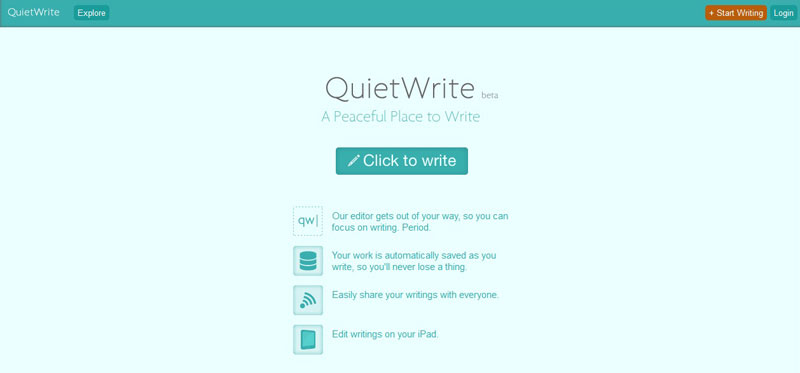 QuietWrite Explore + Start Writing Login
QuietWrite beta
A Peaceful Place to Write
Click to write
qw|
Our editor gets out of your way, so you can
focus on writing. Period.
Your work is automatically saved as you
write, so you'll never lose a thing.
Easily share your writings with everyone.
Edit writings on your iPad.